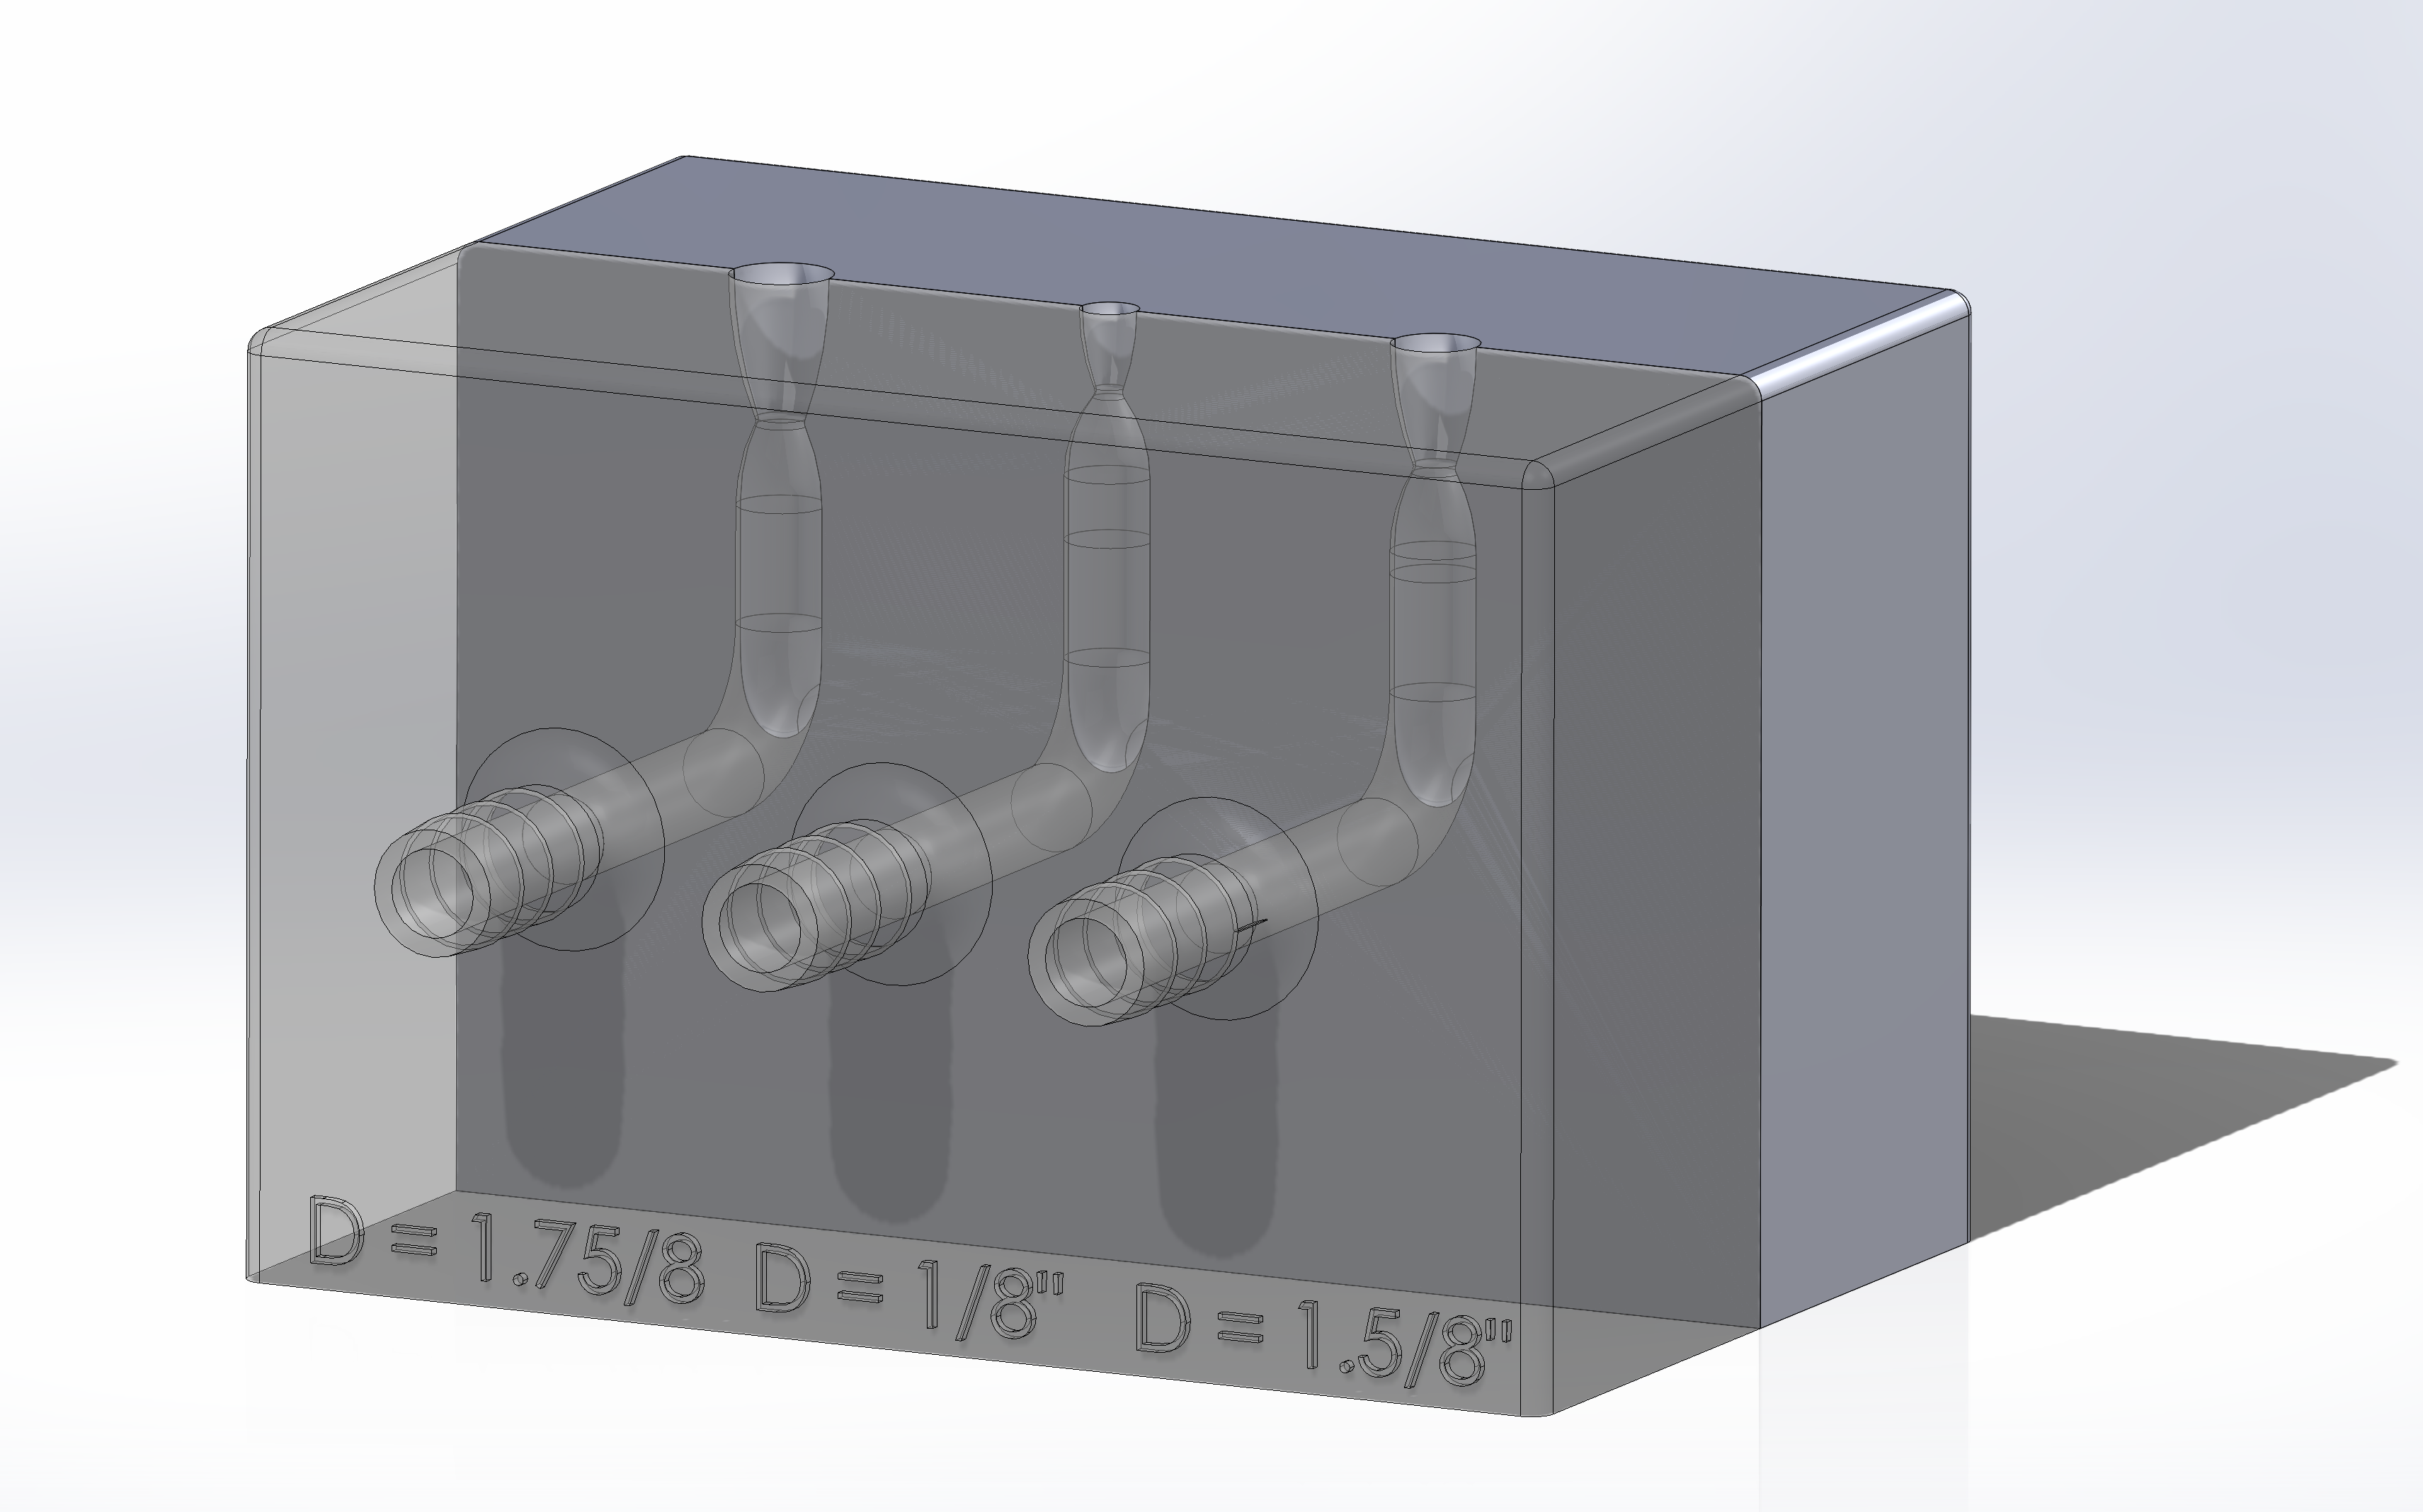 D = 1.75/8 D = 1/8" D = 1.5/8"